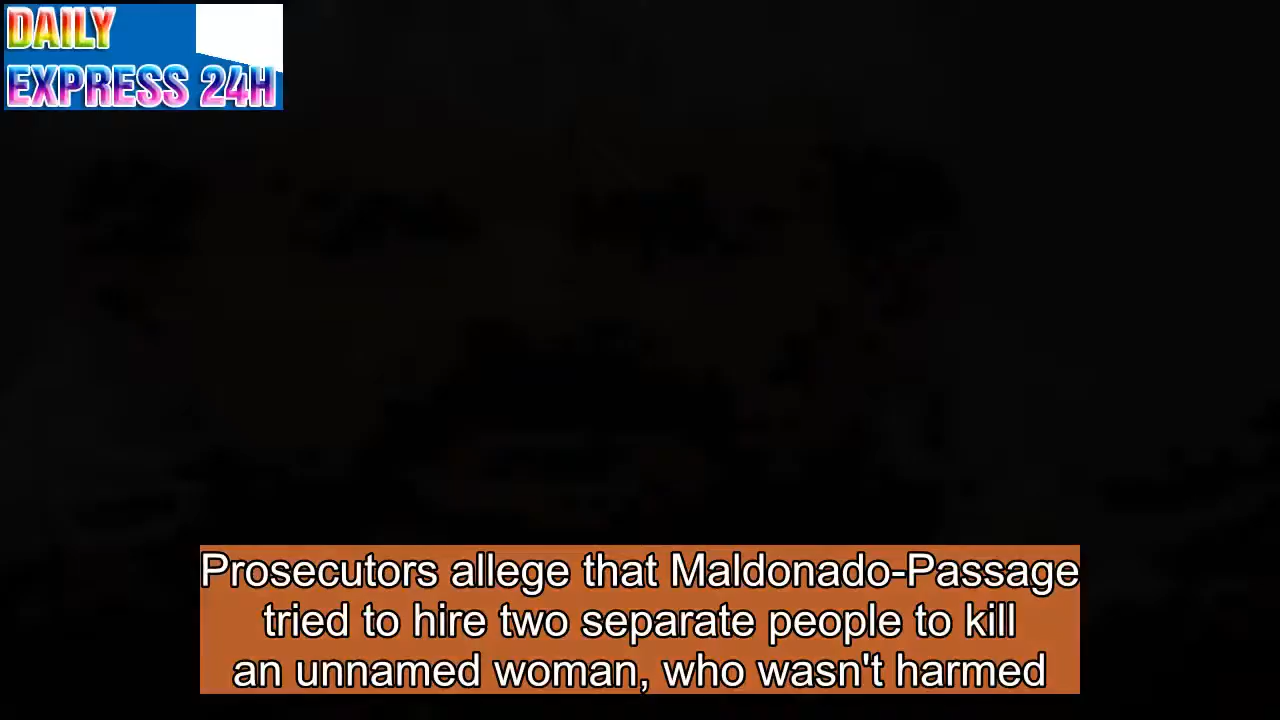 DAILY
EXPRESS 24H
Prosecutors allege that Maldonado-Passage
tried to hire two separate people to kill
an unnamed woman, who wasn't harmed